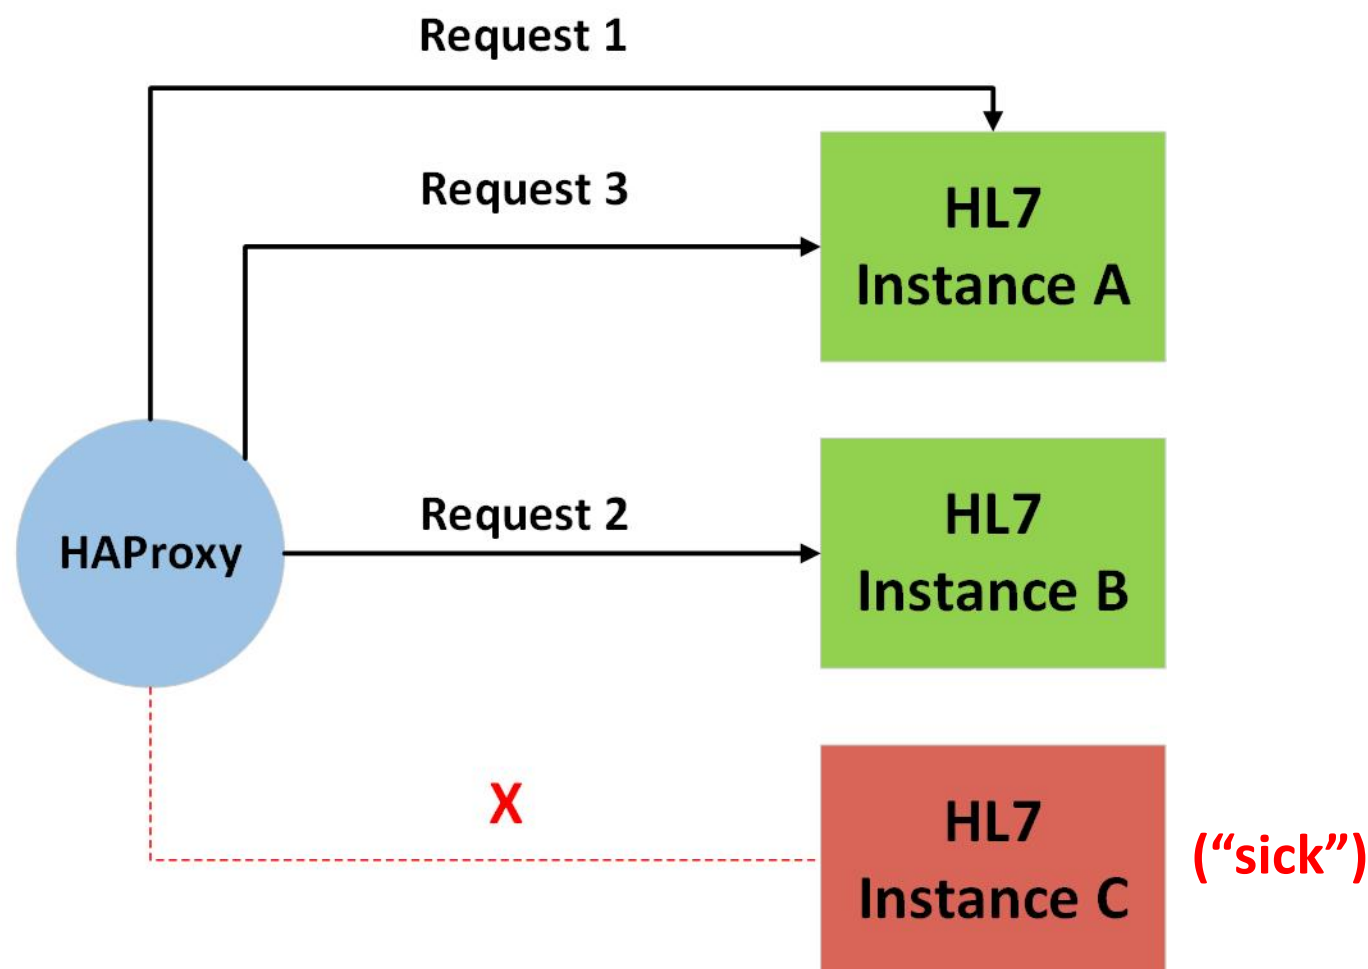 Request 1
Request 3
HL7
Instance A
HAProxy
Request 2
HL7
Instance B
X
HL7
Instance C
(“sick”)